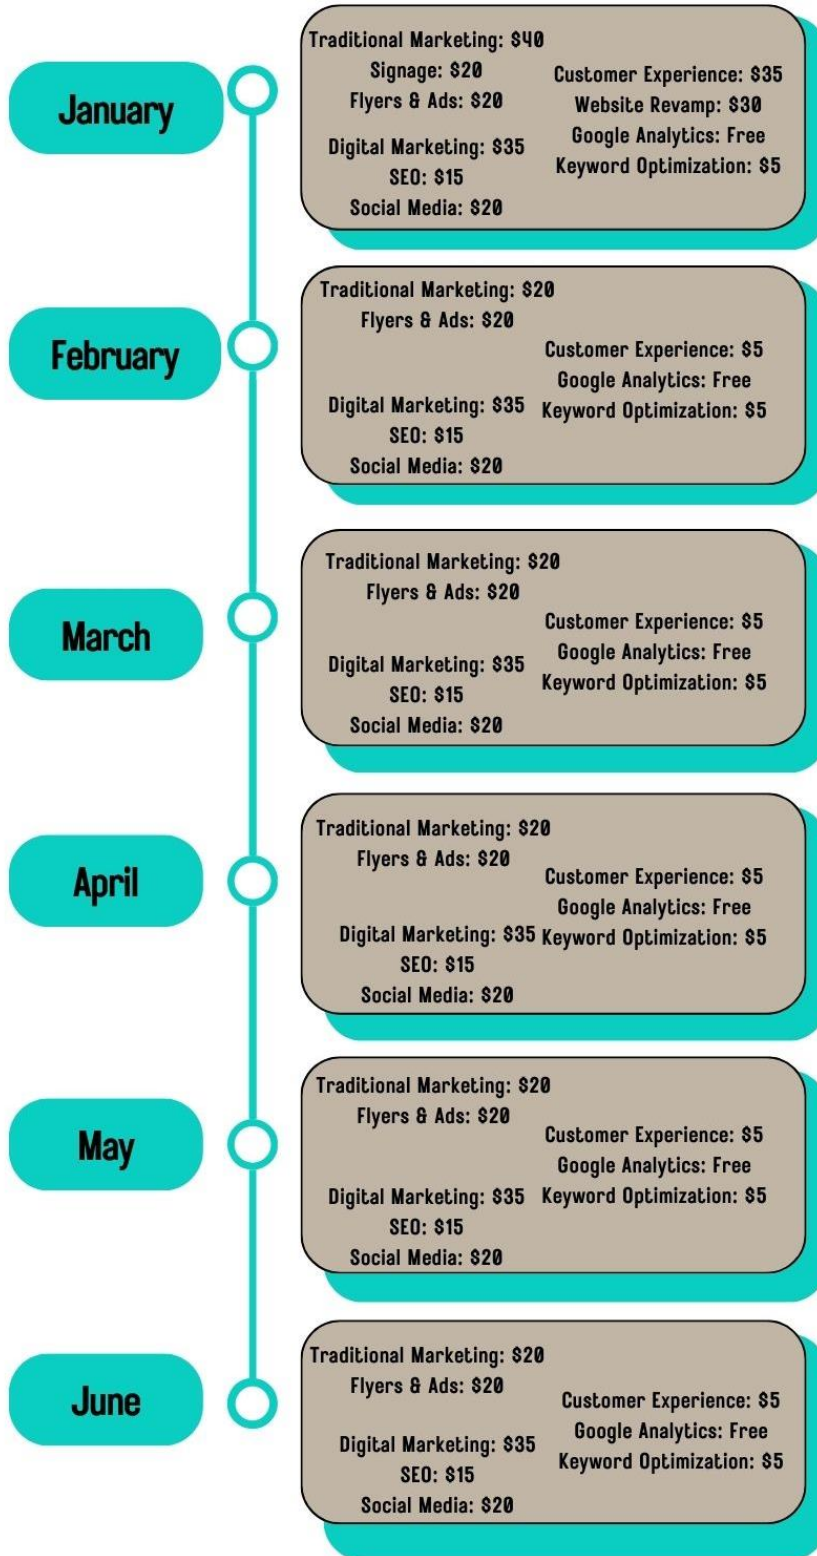 January
Traditional Marketing: $40
Signage: $20
Flyers & Ads: $20
Digital Marketing: $35
SEO: $15
Social Media: $20
Customer Experience: $35
Website Revamp: $30
Google Analytics: Free
Keyword Optimization: $5
February
Traditional Marketing: $20
Flyers & Ads: $20
Digital Marketing: $35
SEO: $15
Social Media: $20
Customer Experience: $5
Google Analytics: Free
Keyword Optimization: $5
March
Traditional Marketing: $20
Flyers & Ads: $20
Digital Marketing: $35
SEO: $15
Social Media: $20
Customer Experience: $5
Google Analytics: Free
Keyword Optimization: $5
April
Traditional Marketing: $20
Flyers & Ads: $20
Digital Marketing: $35
SEO: $15
Social Media: $20
Customer Experience: $5
Google Analytics: Free
Keyword Optimization: $5
May
Traditional Marketing: $20
Flyers & Ads: $20
Digital Marketing: $35
SEO: $15
Social Media: $20
Customer Experience: $5
Google Analytics: Free
Keyword Optimization: $5
June
Traditional Marketing: $20
Flyers & Ads: $20
Digital Marketing: $35
SEO: $15
Social Media: $20
Customer Experience: $5
Google Analytics: Free
Keyword Optimization: $5